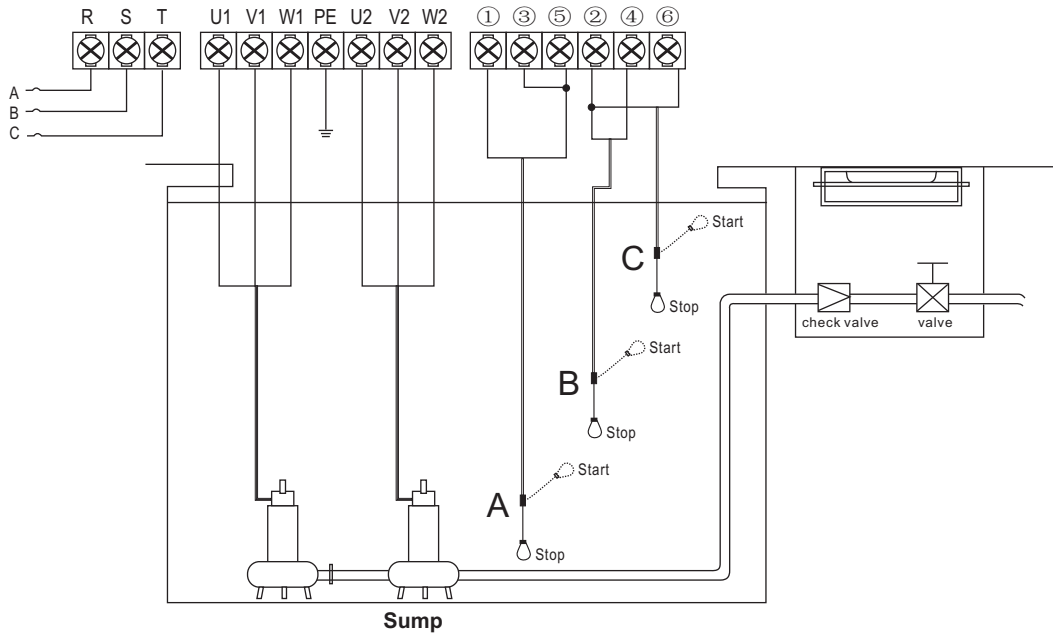 R S T U1 V1 W1 PE U2 V2 W2 ① ③ ⑤ ② ④ ⑥
A
B
C
Start
C
Stop
check valve valve
Start
B
Stop
Start
A
Stop
Sump